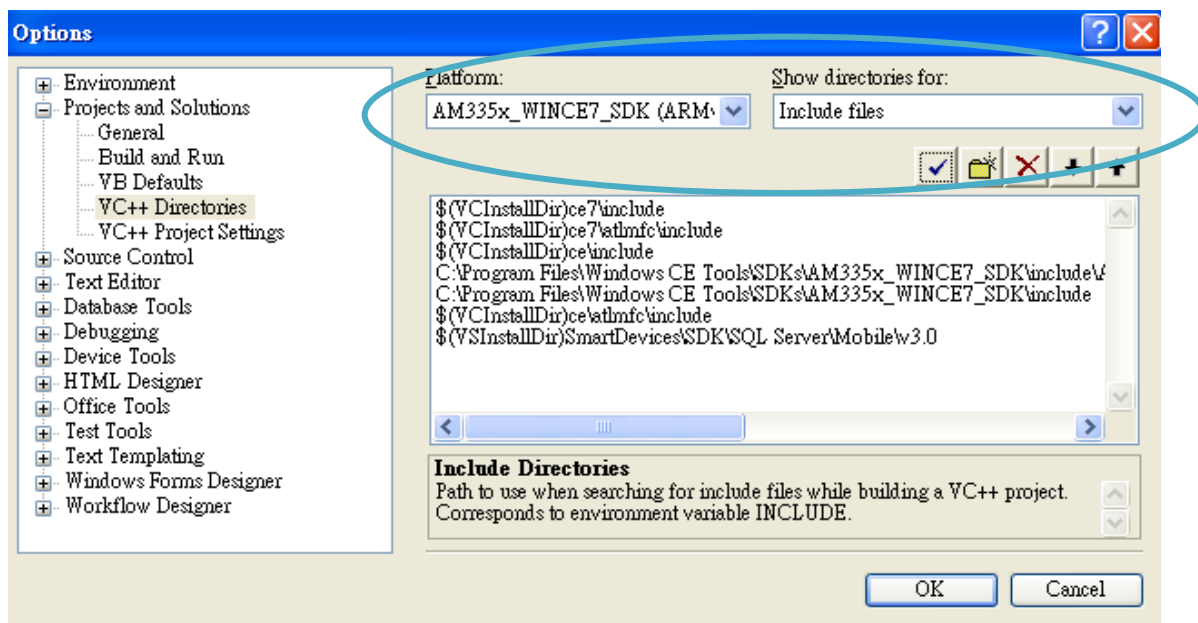 Options
Environment
Projects and Solutions
General
Build and Run
VB Defaults
VC++ Directories
VC++ Project Settings
Source Control
Text Editor
Database Tools
Debugging
Device Tools
HTML Designer
Office Tools
Test Tools
Text Templating
Windows Forms Designer
Workflow Designer
Platform:
AM335x_WINCE7_SDK (ARMv
Show directories for:
Include files
$(VCInstallDir)ce7\include
$(VCInstallDir)ce7\atlmfc\include
$(VCInstallDir)ce\include
C:\Program Files\Windows CE Tools\SDKs\AM335x_WINCE7_SDK\include\A
C:\Program Files\Windows CE Tools\SDKs\AM335x_WINCE7_SDK\include
$(VCInstallDir)ce\atlmfc\include
$(VSInstallDir)SmartDevices\SDK\SQL Server\Mobile\v3.0
Include Directories
Path to use when searching for include files while building a VC++ project.
Corresponds to environment variable INCLUDE.
OK
Cancel